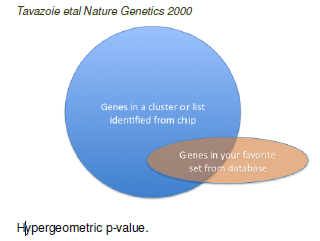 Tavazoie etal Nature Genetics 2000
Genes in a cluster or list
identified from chip
Genes in your favorite
set from database
Hypergeometric p-value.